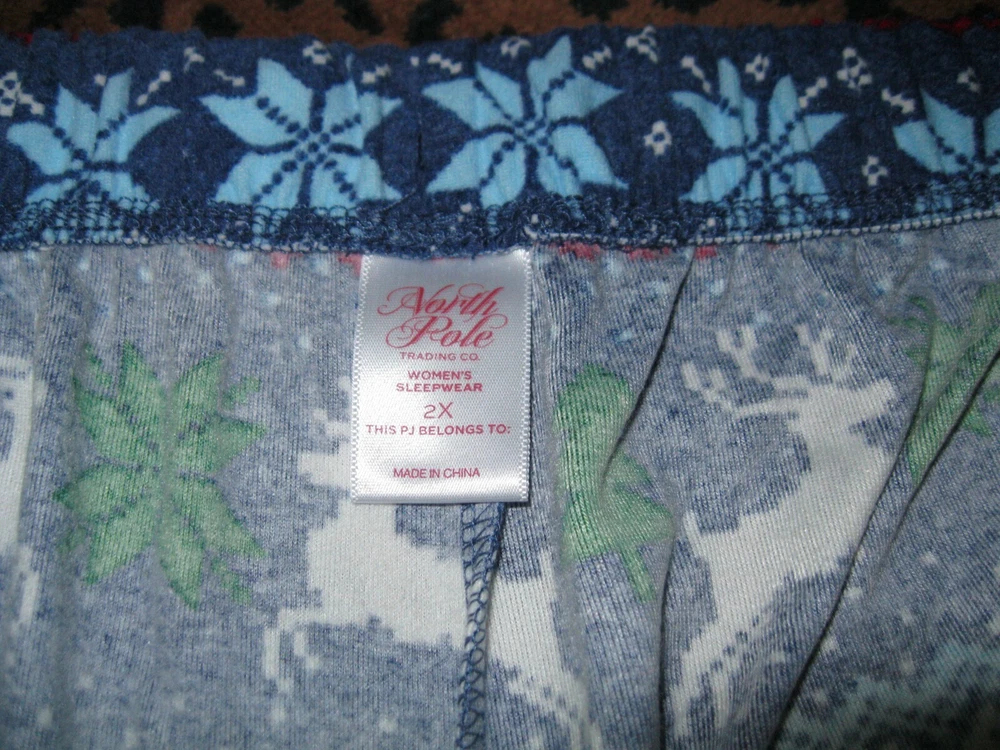 North
Pole
TRADING CO.
WOMEN'S
SLEEPWEAR
2X
THIS PJ BELONGS TO:
MADE IN CHINA